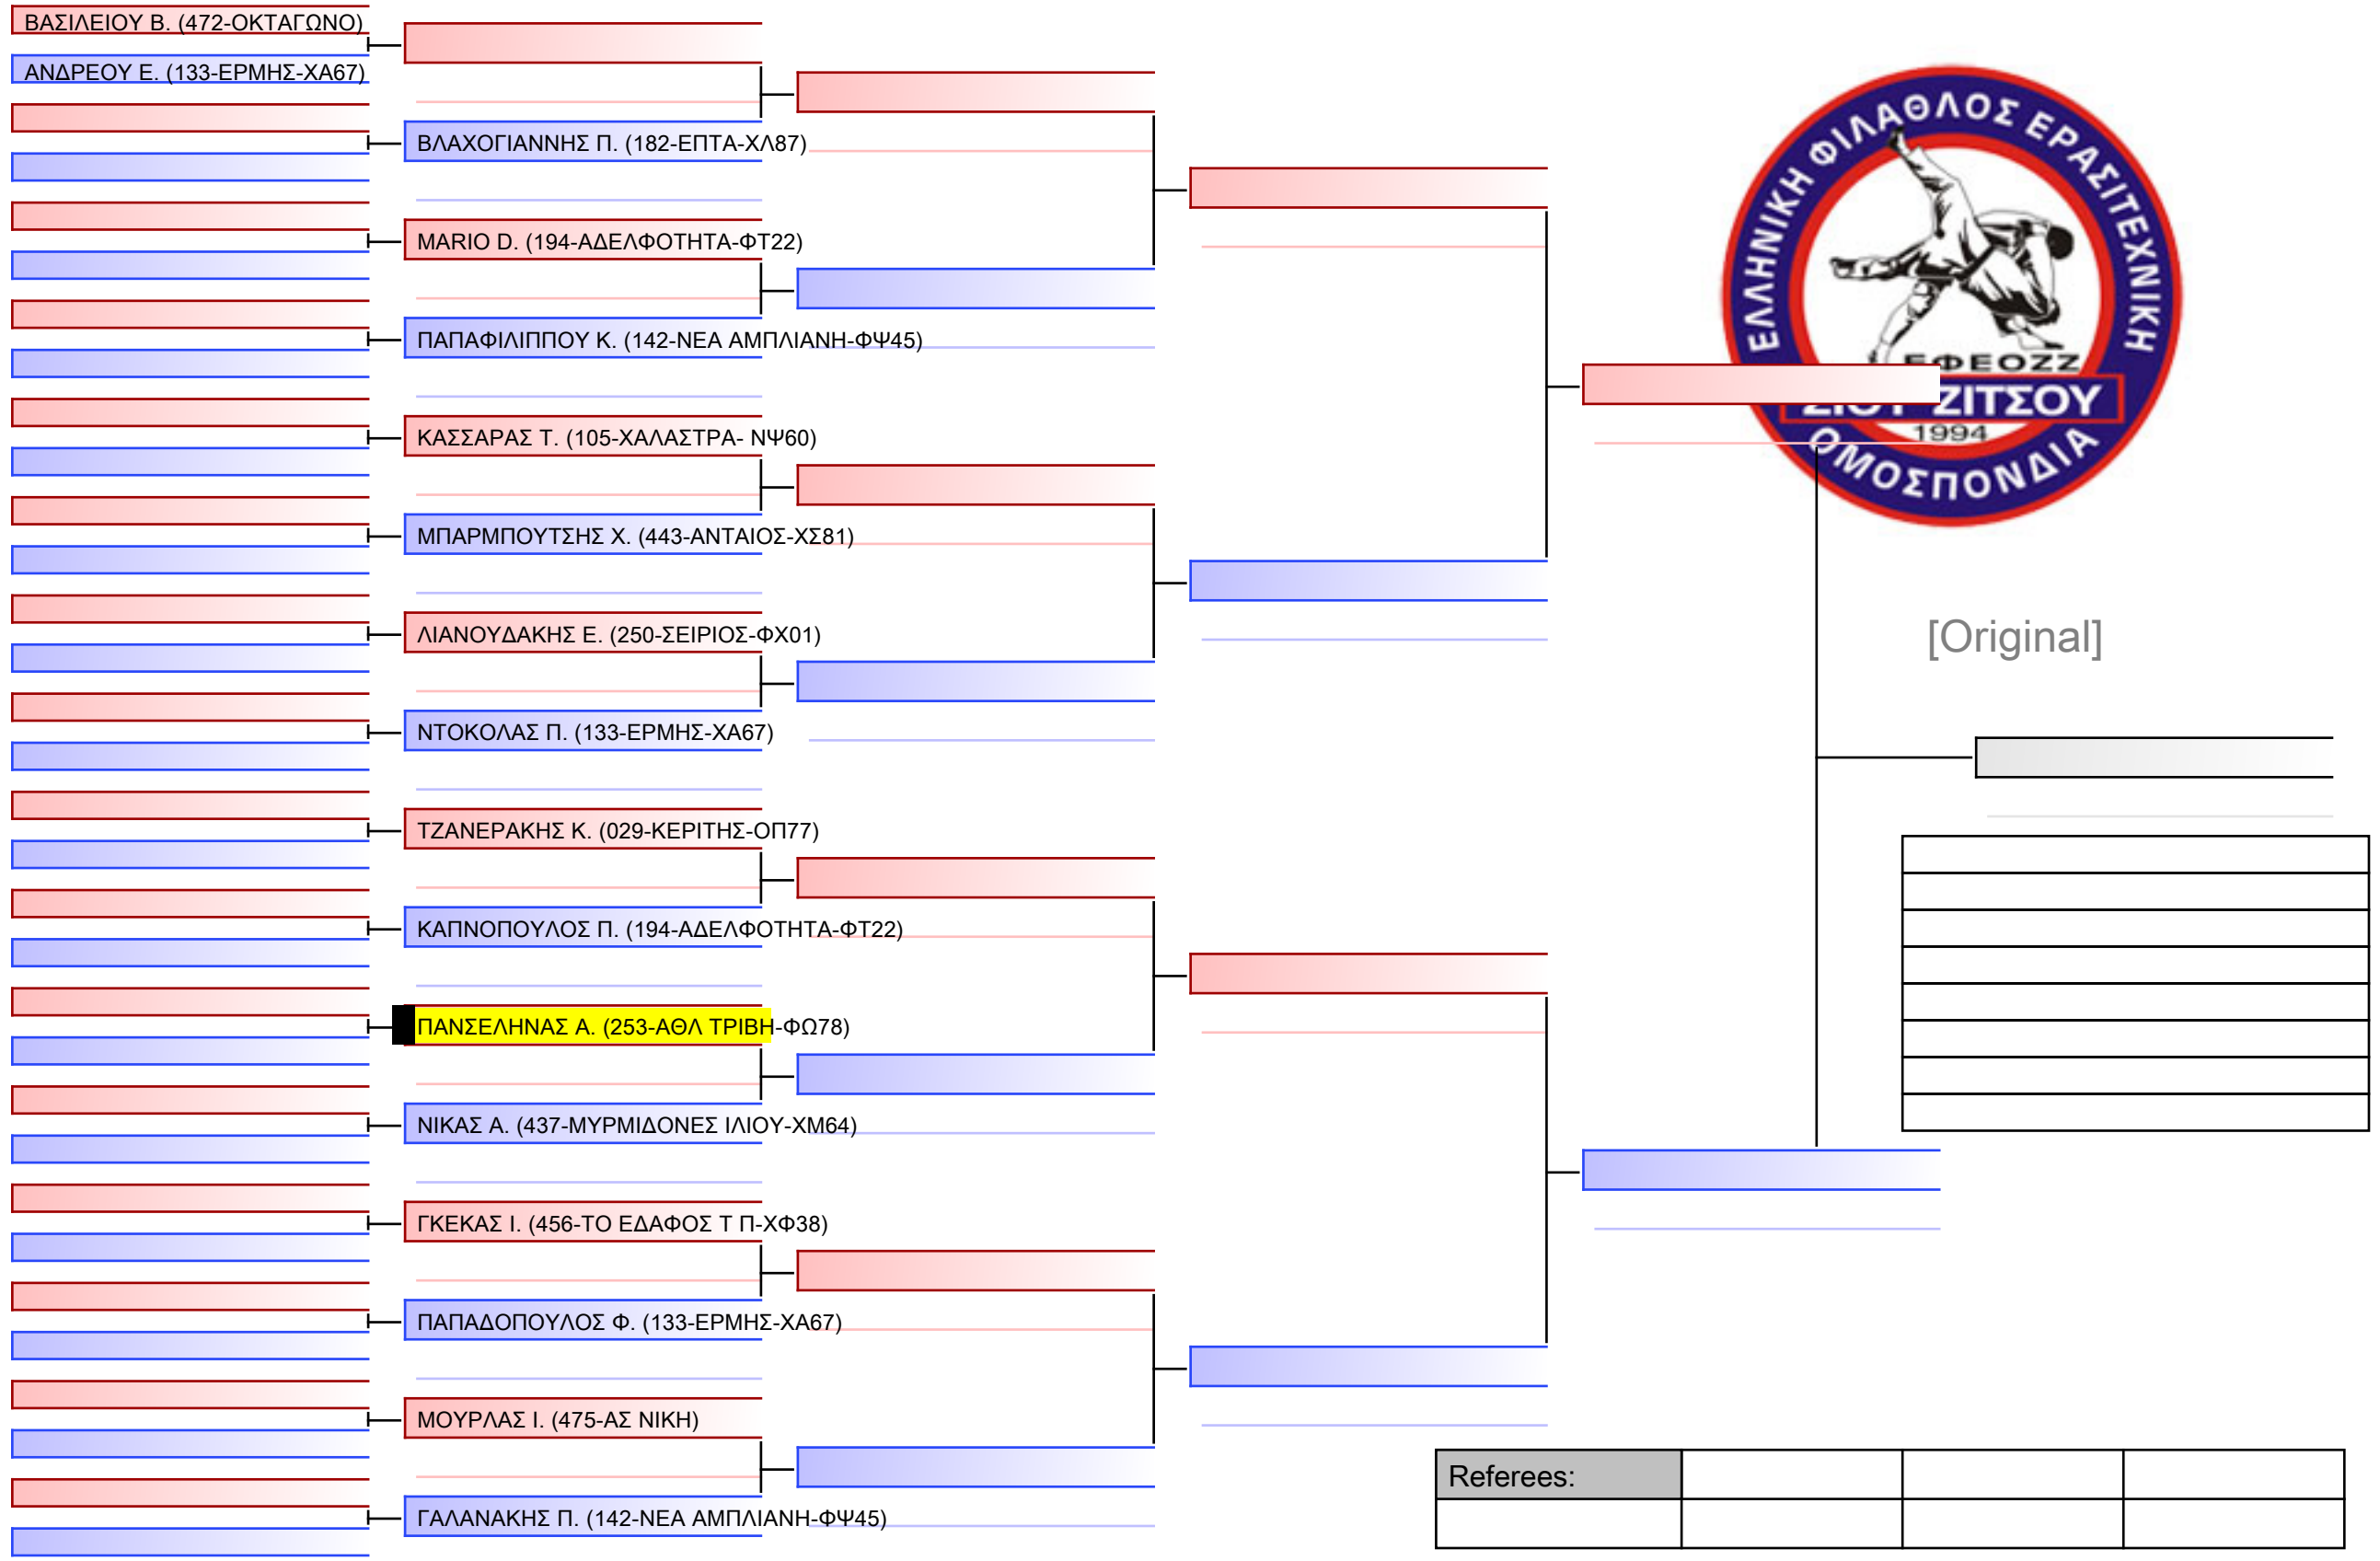 ΒΑΣΙΛΕΙΟΥ Β. (472-ΟΚΤΑΓΩΝΟ)
ΑΝΔΡΕΟΥ Ε. (133-ΕΡΜΗΣ-ΧΑ67)
ΒΛΑΧΟΓΙΑΝΝΗΣ Π. (182-ΕΠΤΑ-ΧΛ87)
MARIO D. (194-ΑΔΕΛΦΟΤΗΤΑ-ΦΤ22)
ΠΑΠΑΦΙΛΙΠΠΟΥ Κ. (142-ΝΕΑ ΑΜΠΛΙΑΝΗ-ΦΨ45)
ΚΑΣΣΑΡΑΣ Τ. (105-ΧΑΛΑΣΤΡΑ- ΝΨ60)
ΜΠΑΡΜΠΟΥΤΣΗΣ Χ. (443-ΑΝΤΑΙΟΣ-ΧΣ81)
ΛΙΑΝΟΥΔΑΚΗΣ Ε. (250-ΣΕΙΡΙΟΣ-ΦΧ01)
ΝΤΟΚΟΛΑΣ Π. (133-ΕΡΜΗΣ-ΧΑ67)
ΤΖΑΝΕΡΑΚΗΣ Κ. (029-ΚΕΡΙΤΗΣ-ΟΠ77)
ΚΑΠΝΟΠΟΥΛΟΣ Π. (194-ΑΔΕΛΦΟΤΗΤΑ-ΦΤ22)
ΠΑΝΣΕΛΗΝΑΣ Α. (253-ΑΘΛ ΤΡΙΒΗ-ΦΩ78)
ΝΙΚΑΣ Α. (437-ΜΥΡΜΙΔΟΝΕΣ ΙΛΙΟΥ-ΧΜ64)
ΓΚΕΚΑΣ Ι. (456-ΤΟ ΕΔΑΦΟΣ Τ Π-ΧΦ38)
ΠΑΠΑΔΟΠΟΥΛΟΣ Φ. (133-ΕΡΜΗΣ-ΧΑ67)
ΜΟΥΡΛΑΣ Ι. (475-ΑΣ ΝΙΚΗ)
ΓΑΛΑΝΑΚΗΣ Π. (142-ΝΕΑ ΑΜΠΛΙΑΝΗ-ΦΨ45)
ΕΛΛΗΝΙΚΗ ΦΙΛΑΘΛΟΣ ΕΡΑΣΙΤΕΧΝΙΚΗ
ΕΦΕΟΖΖ
ΖΙΤΣΟΥ
1994
ΟΜΟΣΠΟΝΔΙΑ
[Original]
Referees: